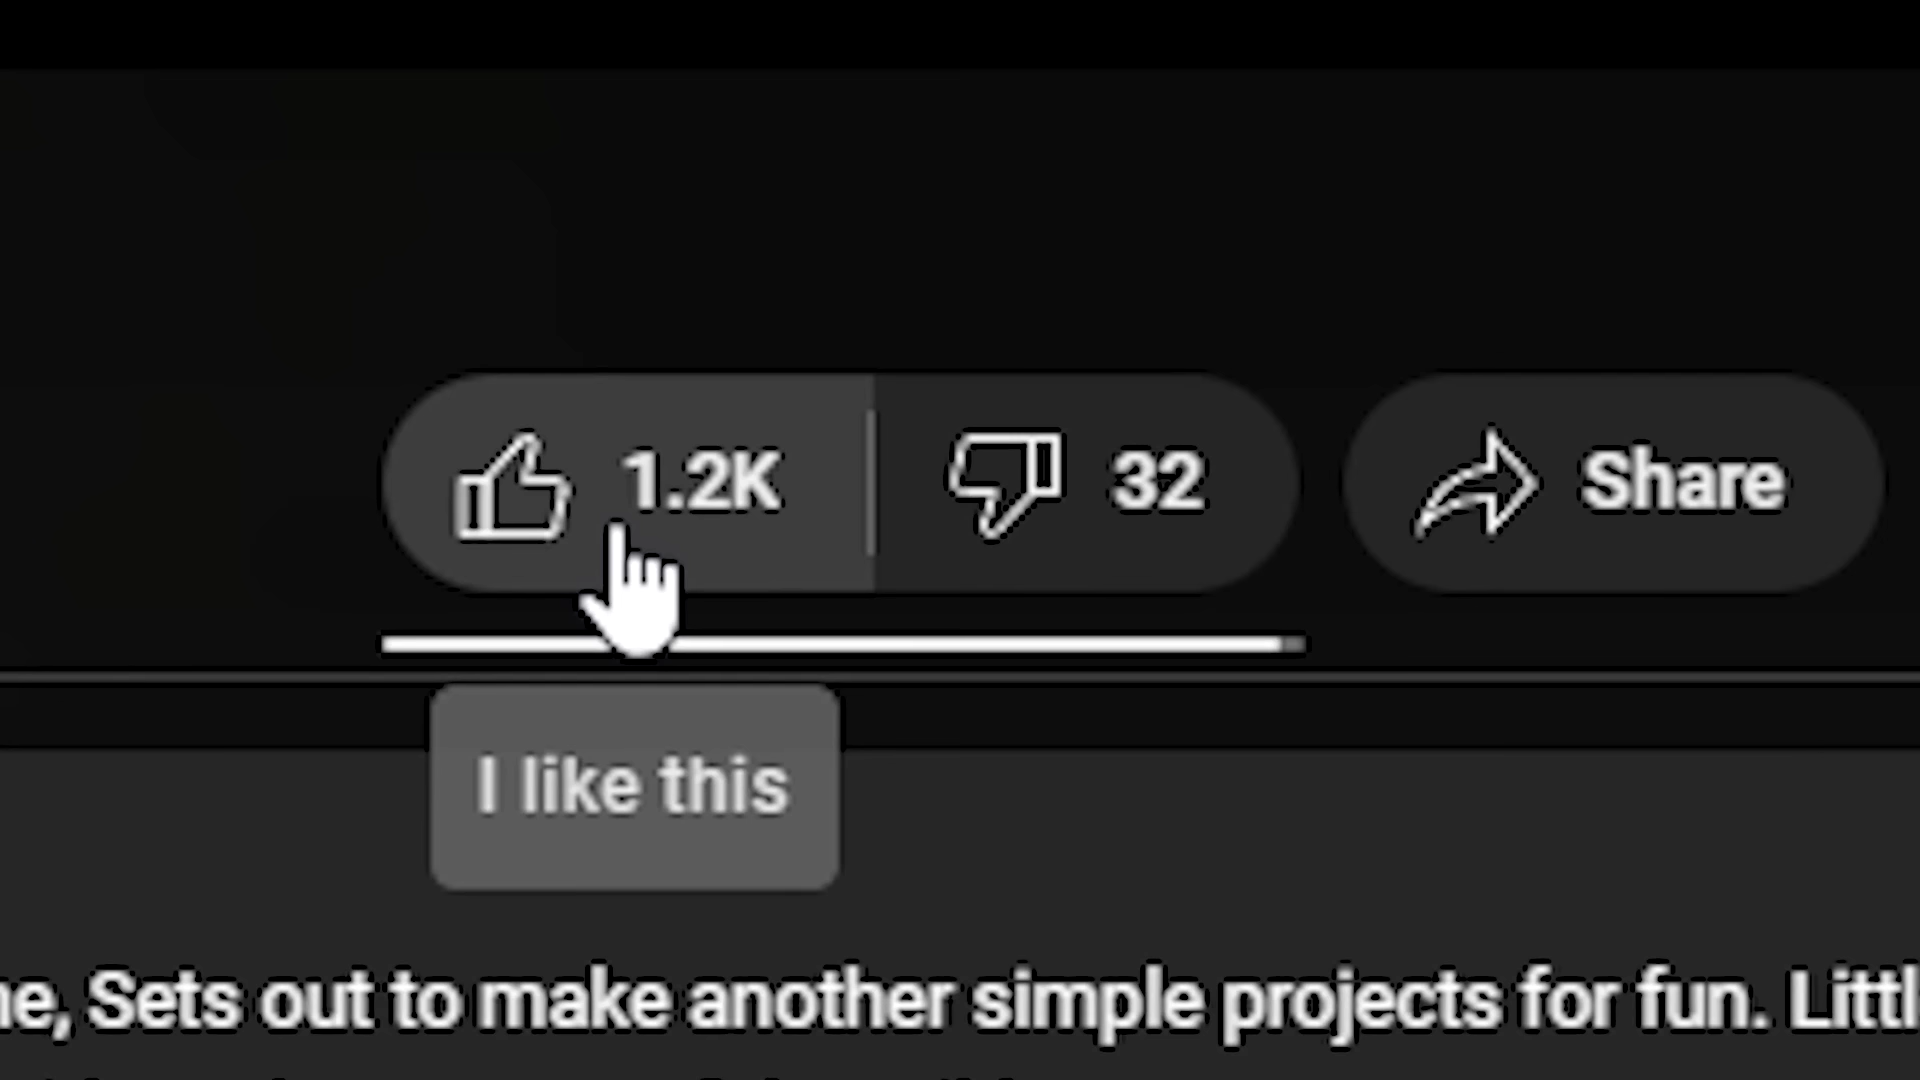 1.2K 32 Share
I like this
Sets out to make another simple projects for fun.